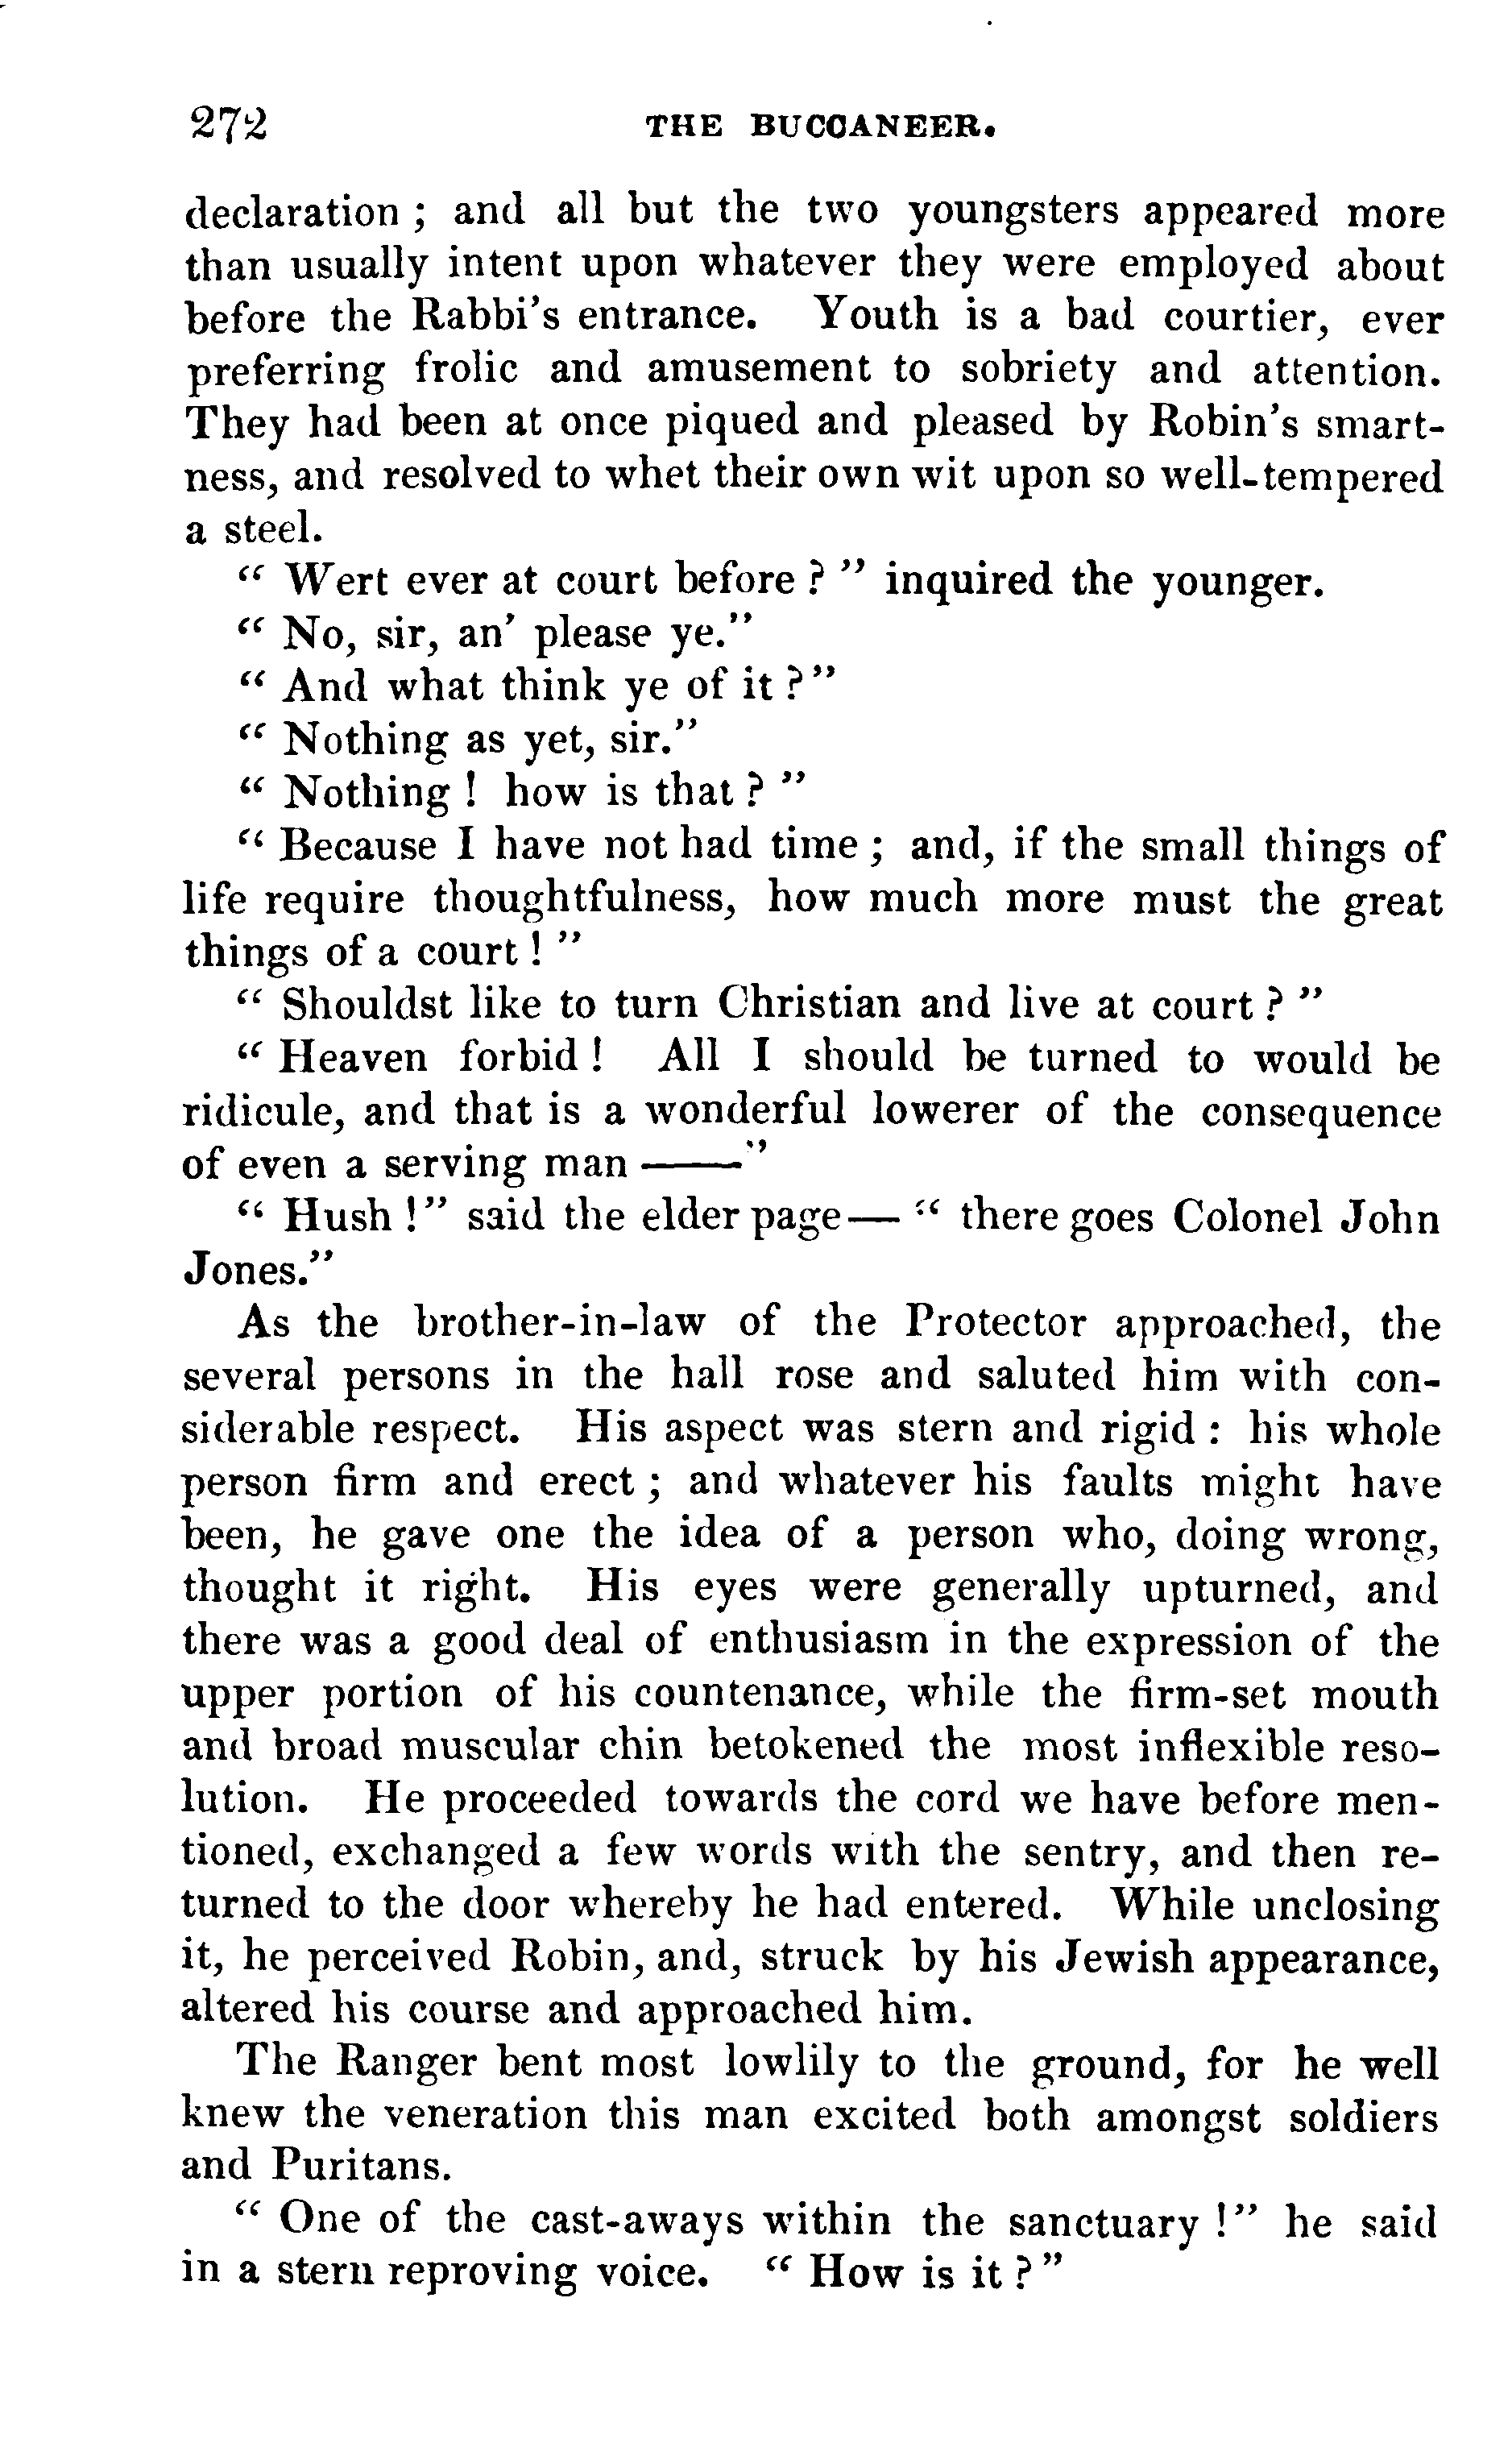 272 THE BUCCANEER.
declaration ; and all but the two youngsters appeared more
than usually intent upon whatever they were employed about
before the Rabbi's entrance. Youth is a bad courtier, ever
preferring frolic and amusement to sobriety and attention.
They had been at once piqued and pleased by Robin's smart-
ness, and resolved to whet their own wit upon so well-tempered
a steel.
“ Wert ever at court before ? ” inquired the younger.
“ No, sir, an' please ye.”
“ And what think ye of it ?”
“ Nothing as yet, sir.”
“ Nothing ! how is that ? ”
“ Because I have not had time ; and, if the small things of
life require thoughtfulness, how much more must the great
things of a court ! ”
“ Shouldst like to turn Christian and live at court ? ”
“ Heaven forbid ! All I should be turned to would be
ridicule, and that is a wonderful lowerer of the consequence
of even a serving man ——”
“ Hush !” said the elder page— “ there goes Colonel John
Jones.”
As the brother-in-law of the Protector approached, the
several persons in the hall rose and saluted him with con-
siderable respect. His aspect was stern and rigid : his whole
person firm and erect ; and whatever his faults might have
been, he gave one the idea of a person who, doing wrong,
thought it right. His eyes were generally upturned, and
there was a good deal of enthusiasm in the expression of the
upper portion of his countenance, while the firm-set mouth
and broad muscular chin betokened the most inflexible reso-
lution. He proceeded towards the cord we have before men-
tioned, exchanged a few words with the sentry, and then re-
turned to the door whereby he had entered. While unclosing
it, he perceived Robin, and, struck by his Jewish appearance,
altered his course and approached him.
The Ranger bent most lowlily to the ground, for he well
knew the veneration this man excited both amongst soldiers
and Puritans.
“ One of the cast-aways within the sanctuary !” he said
in a stern reproving voice. “ How is it ?”